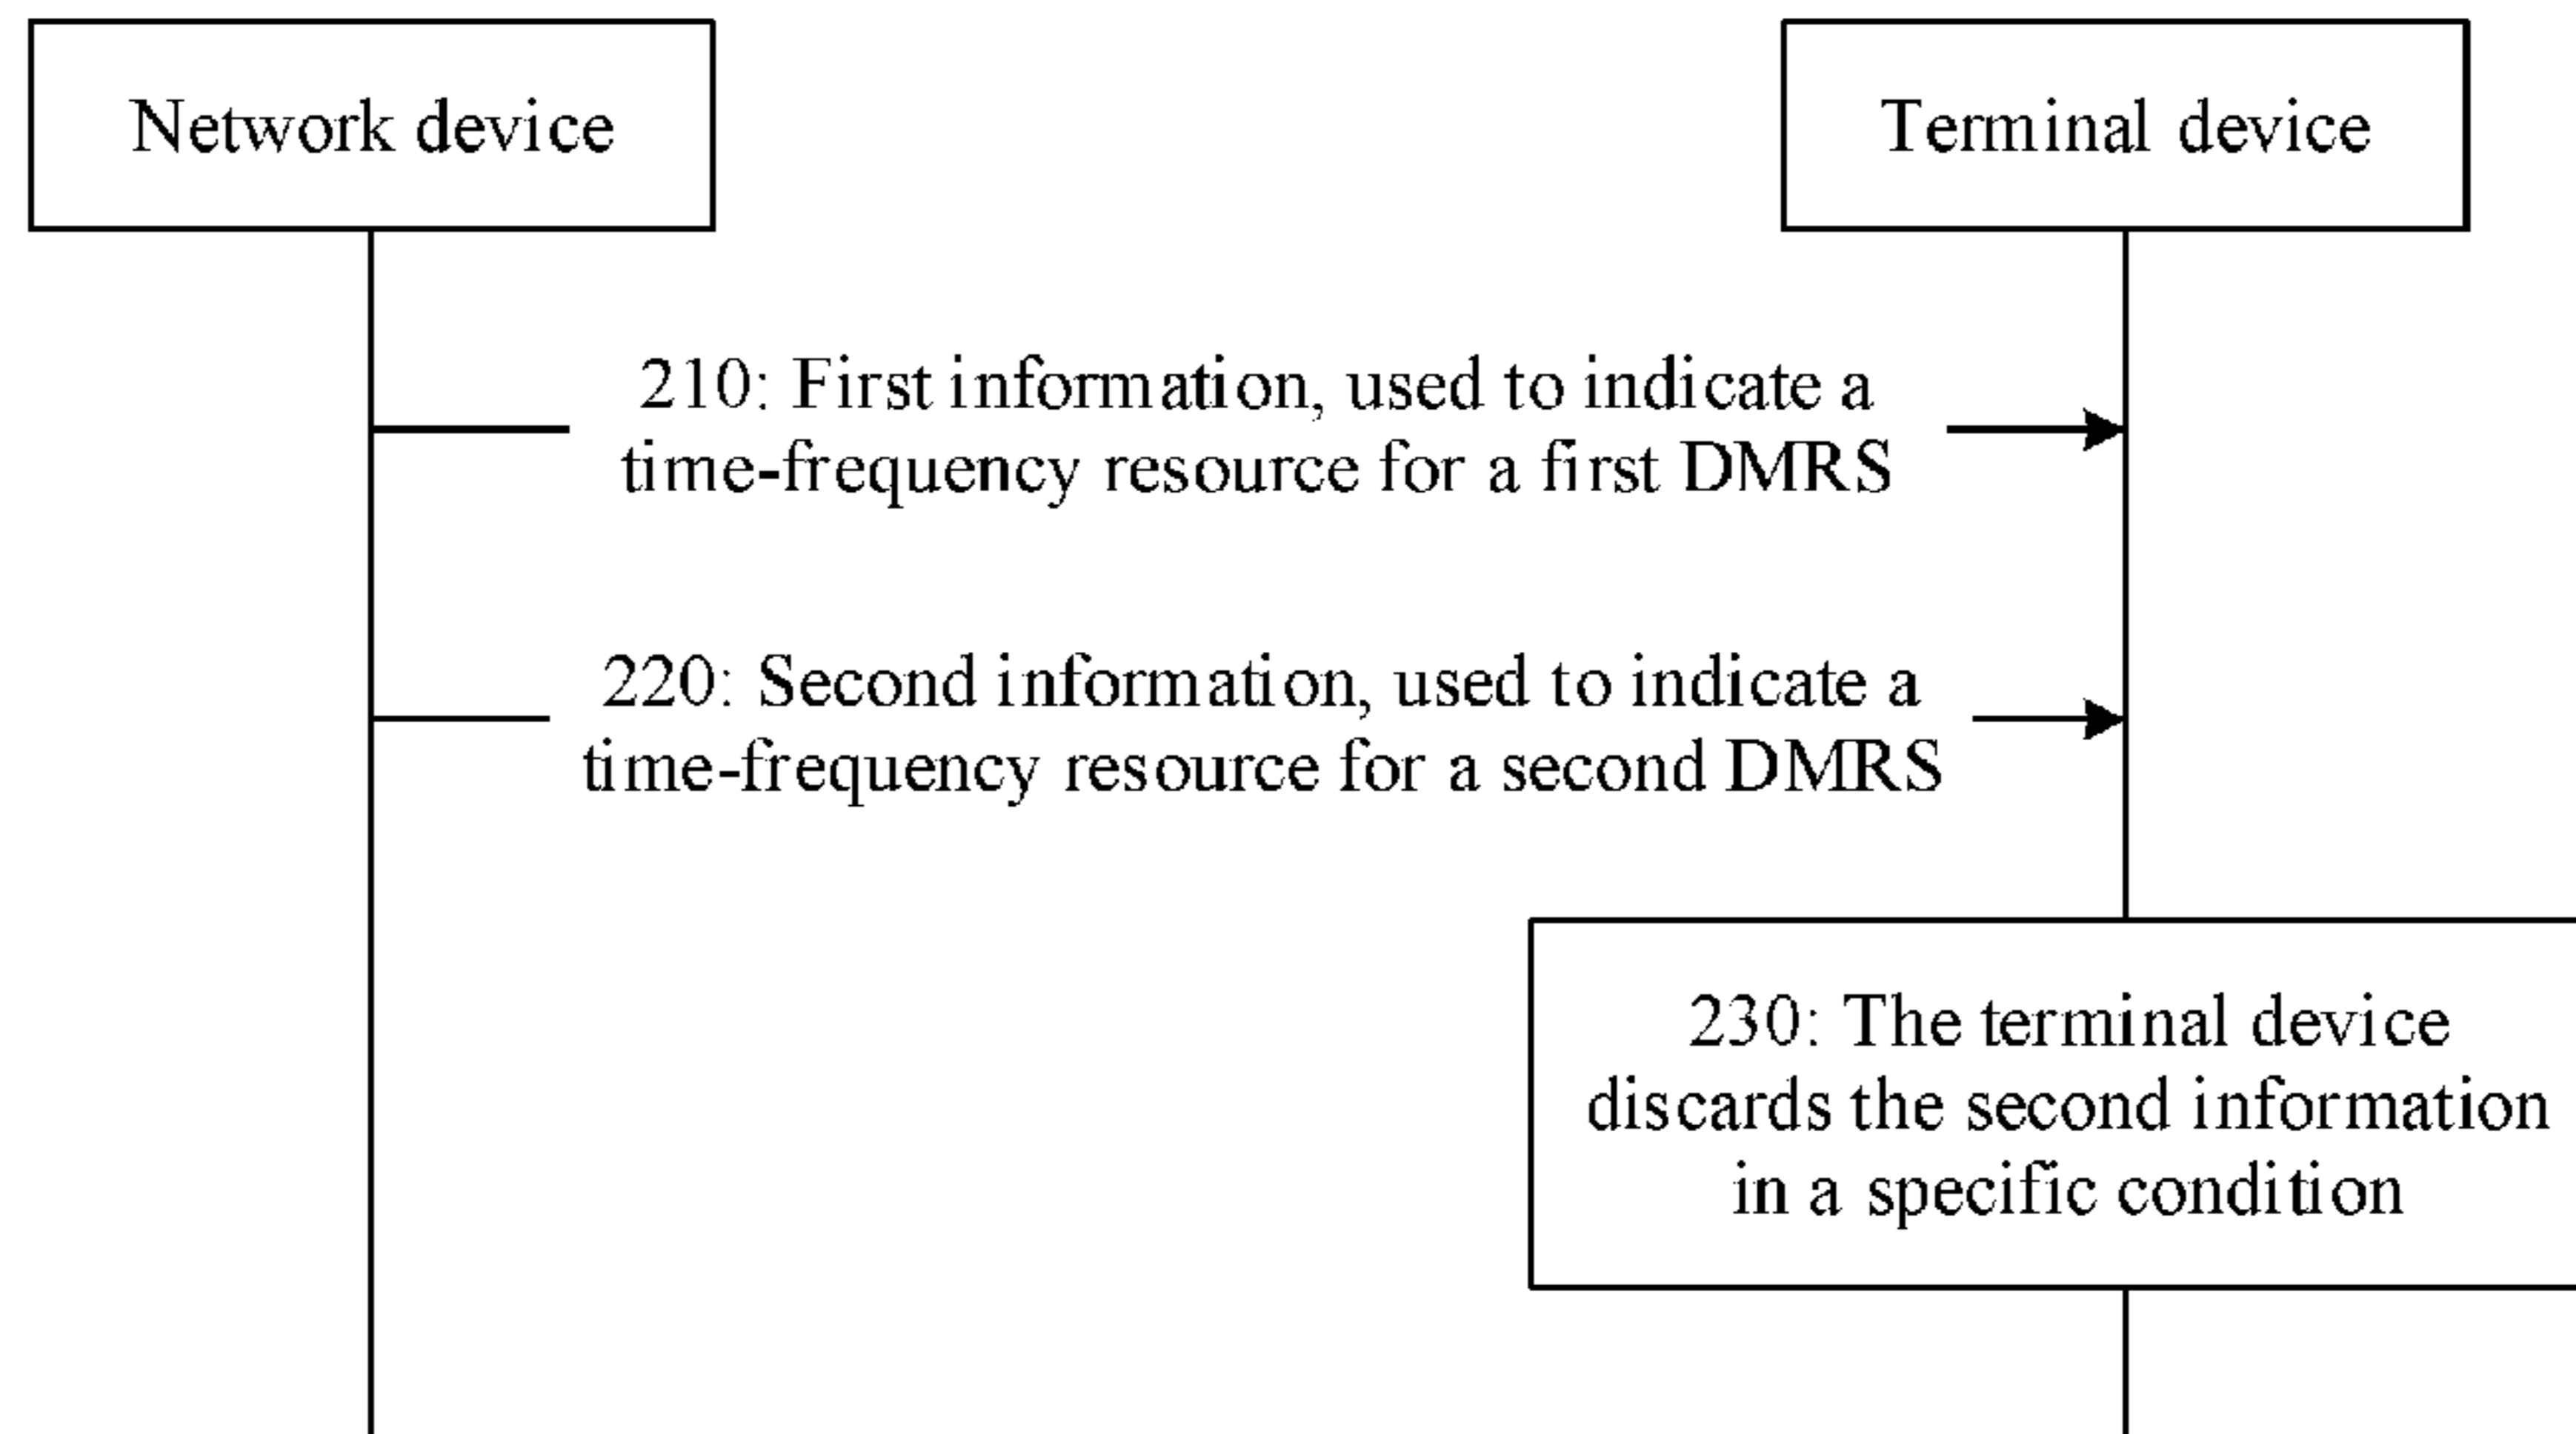 Network device
Terminal device
210: First information, used to indicate a
time-frequency resource for a first DMRS
220: Second information, used to indicate a
time-frequency resource for a second DMRS
230: The terminal device
discards the second information
in a specific condition